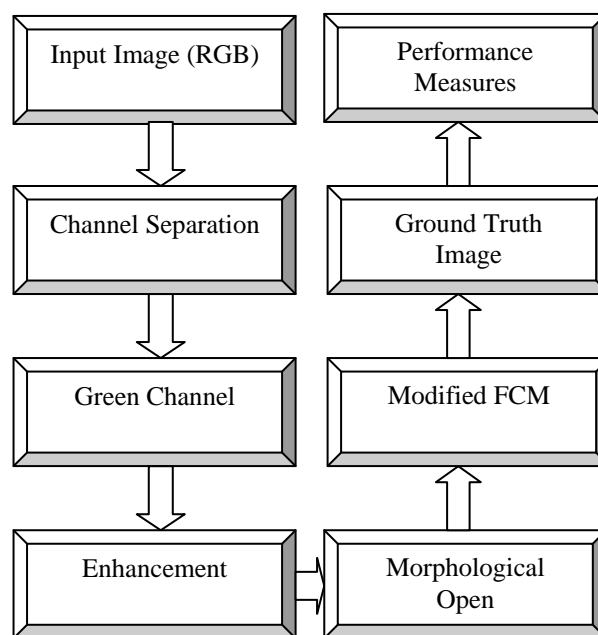 Input Image (RGB)
Channel Separation
Green Channel
Enhancement
Morphological
Open
Modified FCM
Ground Truth
Image
Performance
Measures